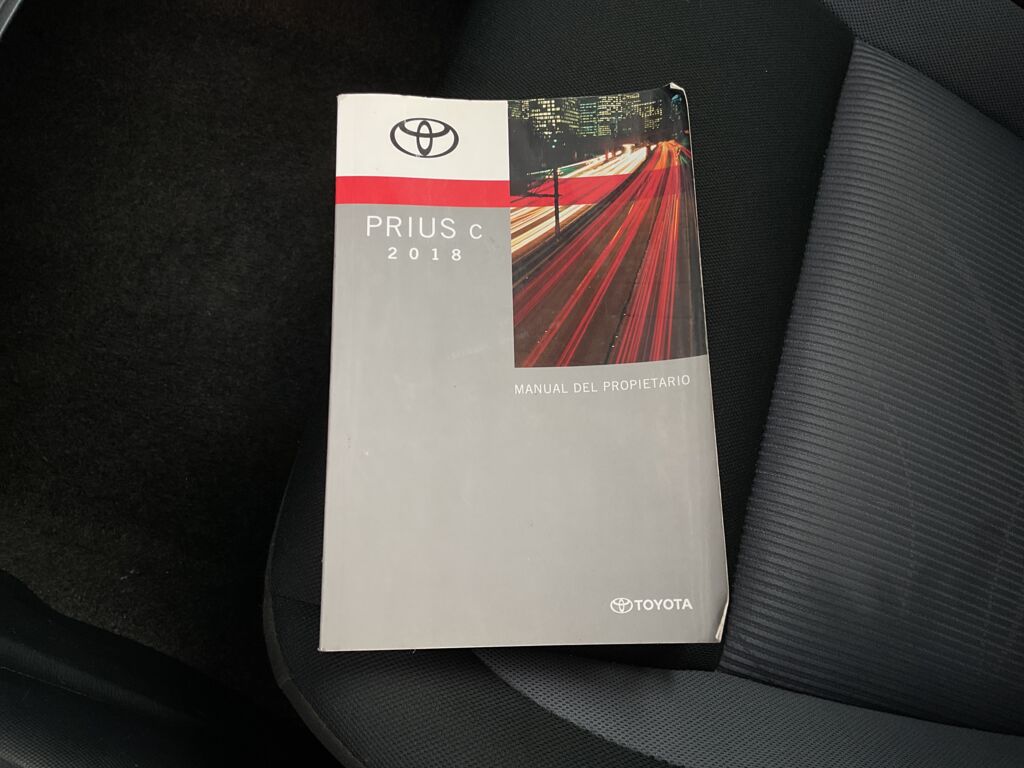 PRIUS c
2018
MANUAL DEL PROPIETARIO
TOYOTA